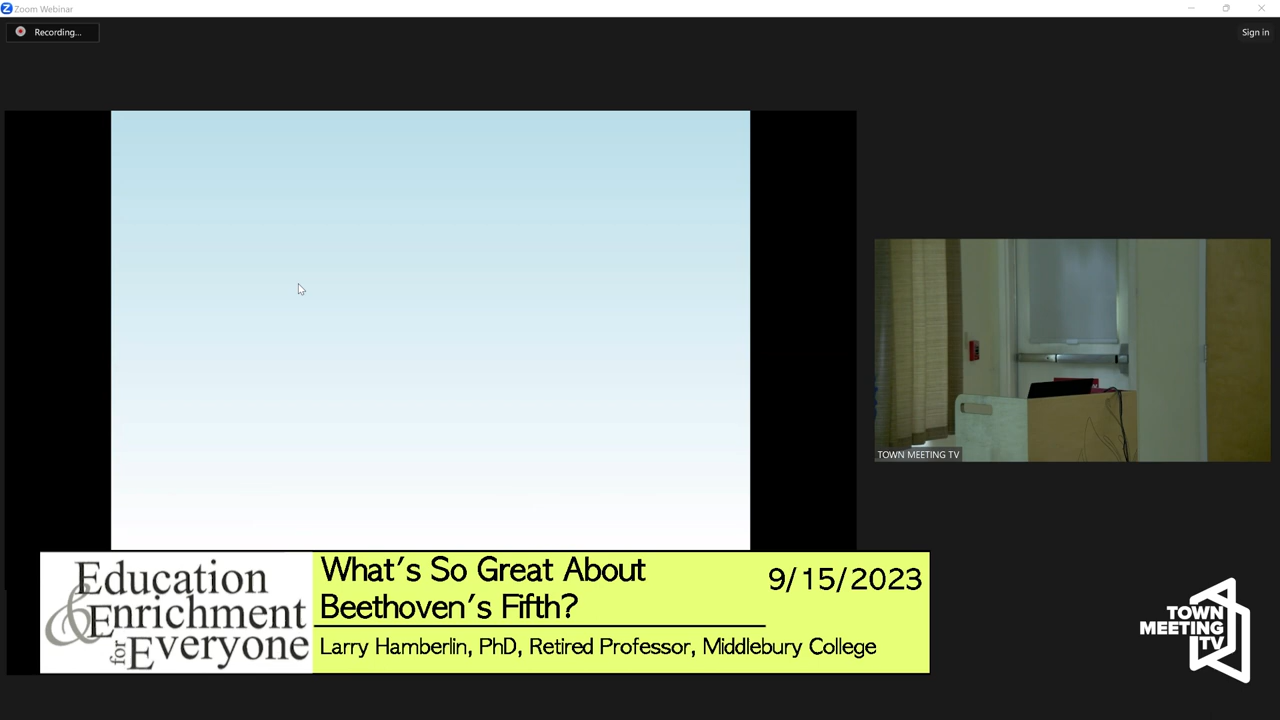 Zoom Webinar
Recording...
Sign in
TOWN MEETING TV
Education
& Enrichment
for Everyone
What's So Great About
Beethoven's Fifth?
9/15/2023
Larry Hamberlin, PhD, Retired Professor, Middlebury College
TOWN
MEETING
TV